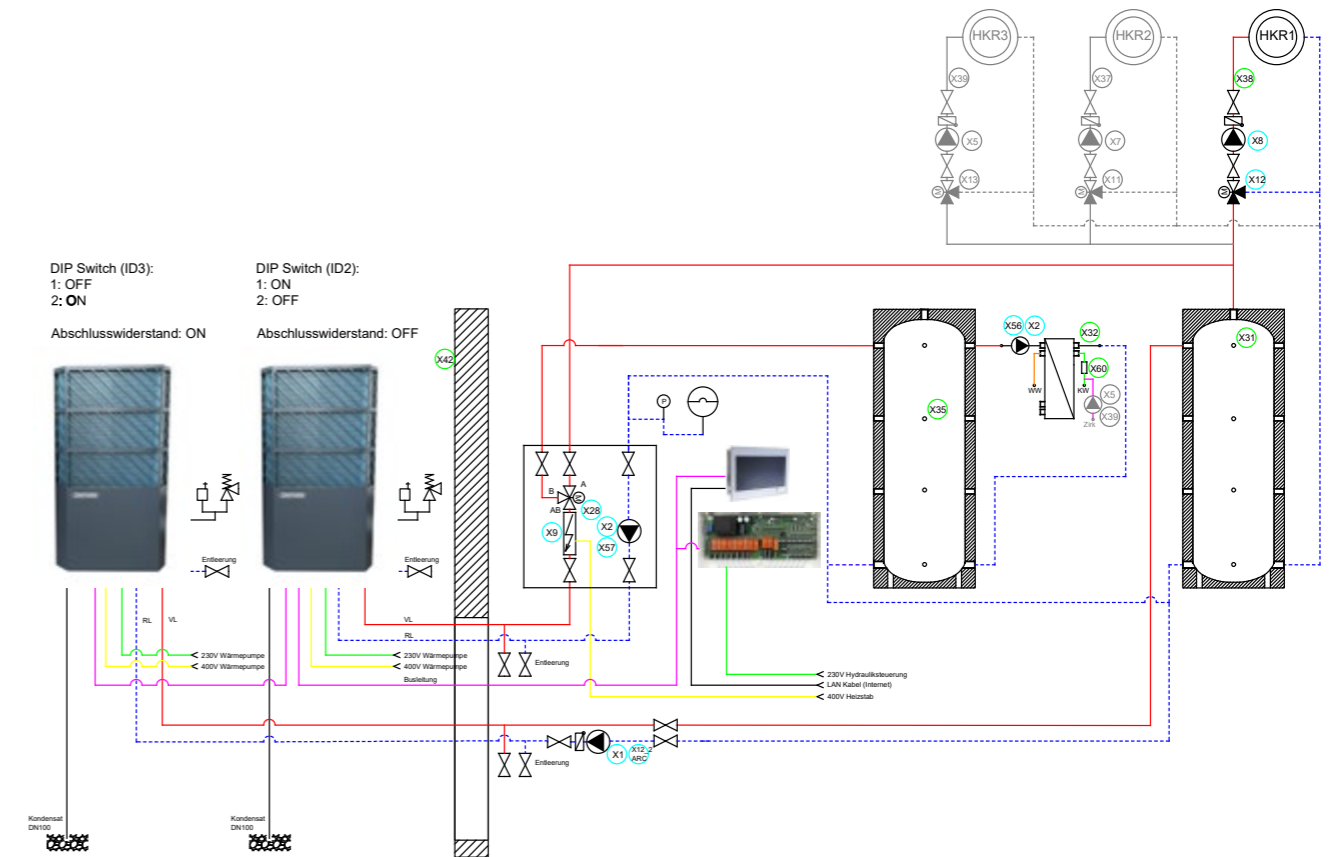 HKR3
HKR2
HKR1
X39
X37
X38
X5
X7
X8
X13
X11
X12
M
M
M
DIP Switch (ID3):
1: OFF
2: ON
Abschlusswiderstand: ON
DIP Switch (ID2):
1: ON
2: OFF
Abschlusswiderstand: OFF
X42
X56
X2
X32
X31
X60
WW
KW
X5
X39
Zirk
X35
P
A
B
M
AB
X28
X9
X2
X57
Entleerung
Entleerung
RL
VL
VL
RL
230V Wärmepumpe
400V Wärmepumpe
230V Wärmepumpe
400V Wärmepumpe
Busleitung
Entleerung
230V Hydrauliksteuerung
LAN Kabel (Internet)
400V Heizstab
X1
X12_2
ARC
Entleerung
Kondensat
DN100
Kondensat
DN100